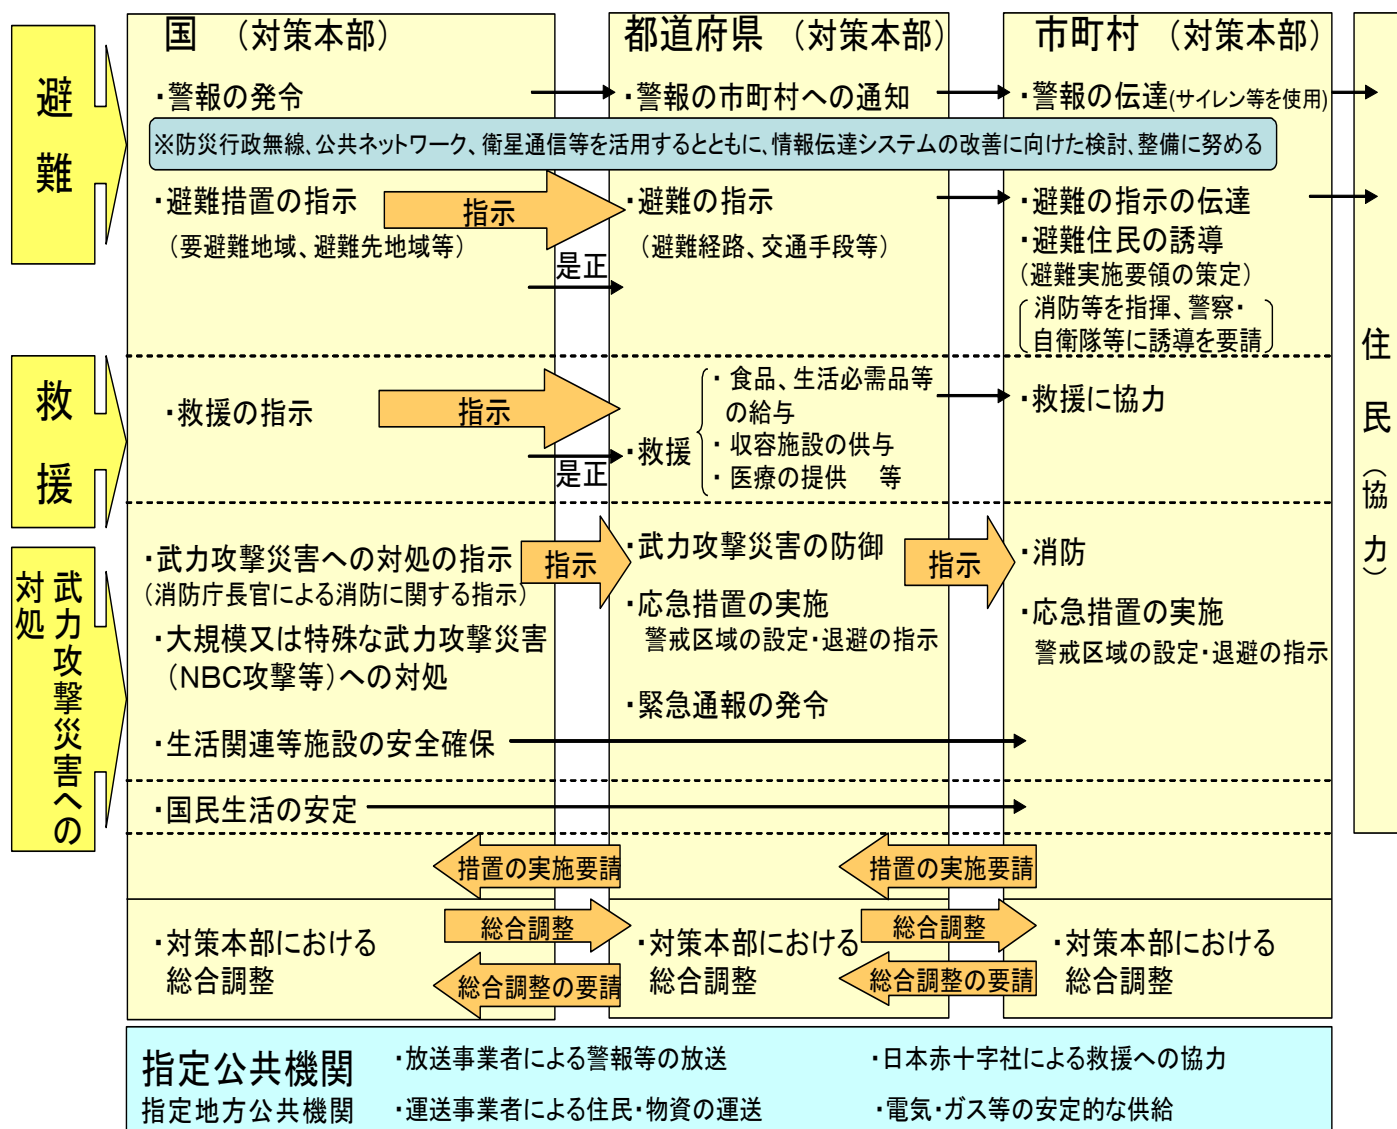 国 （対策本部）
都道府県 （対策本部）
市町村 （対策本部）
避難
・警報の発令
・警報の市町村への通知
・警報の伝達(サイレン等を使用)
※防災行政無線、公共ネットワーク、衛星通信等を活用するとともに、情報伝達システムの改善に向けた検討、整備に努める
・避難措置の指示
（要避難地域、避難先地域等）
指示
是正
・避難の指示
（避難経路、交通手段等）
・避難の指示の伝達
・避難住民の誘導
（避難実施要領の策定）
消防等を指揮、警察・
自衛隊等に誘導を要請
住民（協力）
救援
・救援の指示
指示
是正
・救援
・ 食品、生活必需品等
の給与
・ 収容施設の供与
・ 医療の提供 等
・救援に協力
武力攻撃災害への
対処
・武力攻撃災害への対処の指示
（消防庁長官による消防に関する指示）
指示
・武力攻撃災害の防御
指示
・消防
・大規模又は特殊な武力攻撃災害
（NBC攻撃等）への対処
・応急措置の実施
警戒区域の設定・退避の指示
・応急措置の実施
警戒区域の設定・退避の指示
・緊急通報の発令
・生活関連等施設の安全確保
・国民生活の安定
措置の実施要請
措置の実施要請
・対策本部における
総合調整
総合調整
総合調整の要請
・対策本部における
総合調整
総合調整
総合調整の要請
・対策本部における
総合調整
指定公共機関
指定地方公共機関
・放送事業者による警報等の放送
・日本赤十字社による救援への協力
・運送事業者による住民・物資の運送
・電気・ガス等の安定的な供給